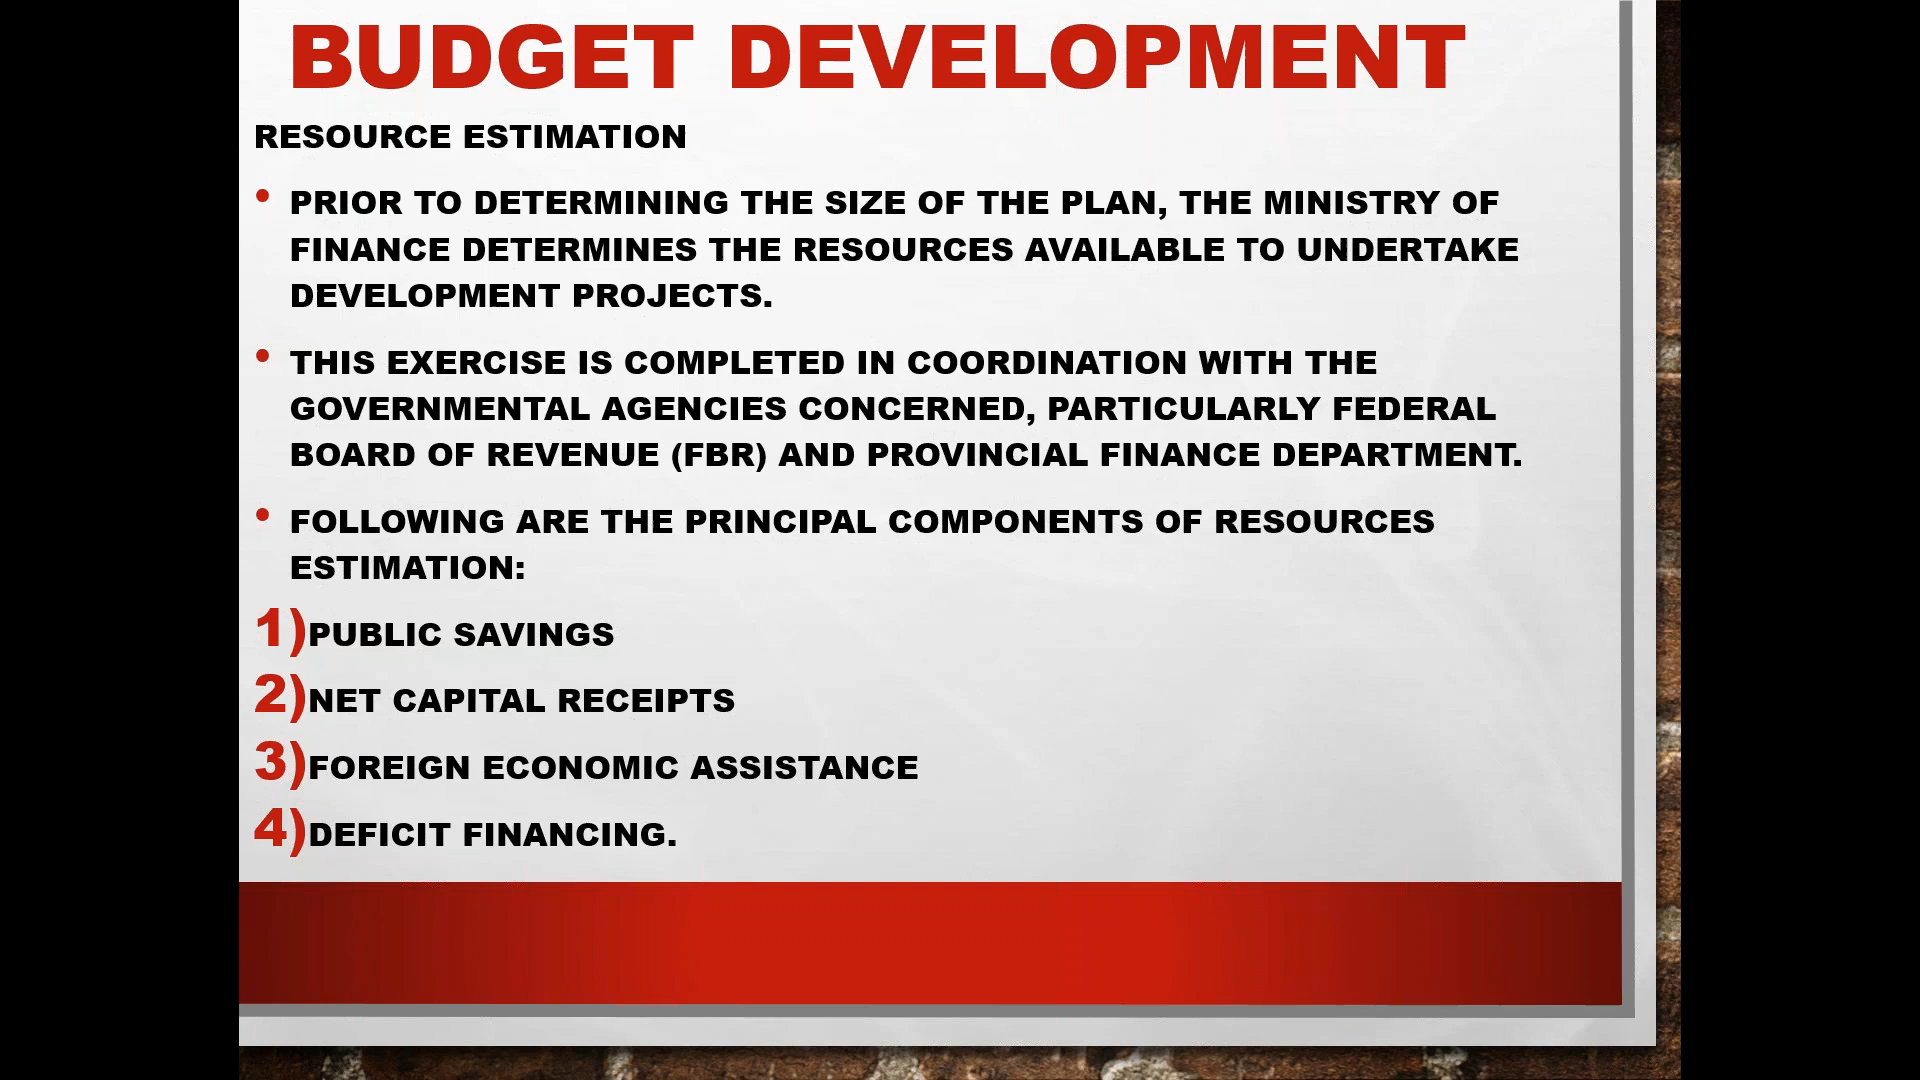 BUDGET DEVELOPMENT
RESOURCE ESTIMATION
• PRIOR TO DETERMINING THE SIZE OF THE PLAN, THE MINISTRY OF
FINANCE DETERMINES THE RESOURCES AVAILABLE TO UNDERTAKE
DEVELOPMENT PROJECTS.
• THIS EXERCISE IS COMPLETED IN COORDINATION WITH THE
GOVERNMENTAL AGENCIES CONCERNED, PARTICULARLY FEDERAL
BOARD OF REVENUE (FBR) AND PROVINCIAL FINANCE DEPARTMENT.
• FOLLOWING ARE THE PRINCIPAL COMPONENTS OF RESOURCES
ESTIMATION:
1)PUBLIC SAVINGS
2)NET CAPITAL RECEIPTS
3)FOREIGN ECONOMIC ASSISTANCE
4)DEFICIT FINANCING.